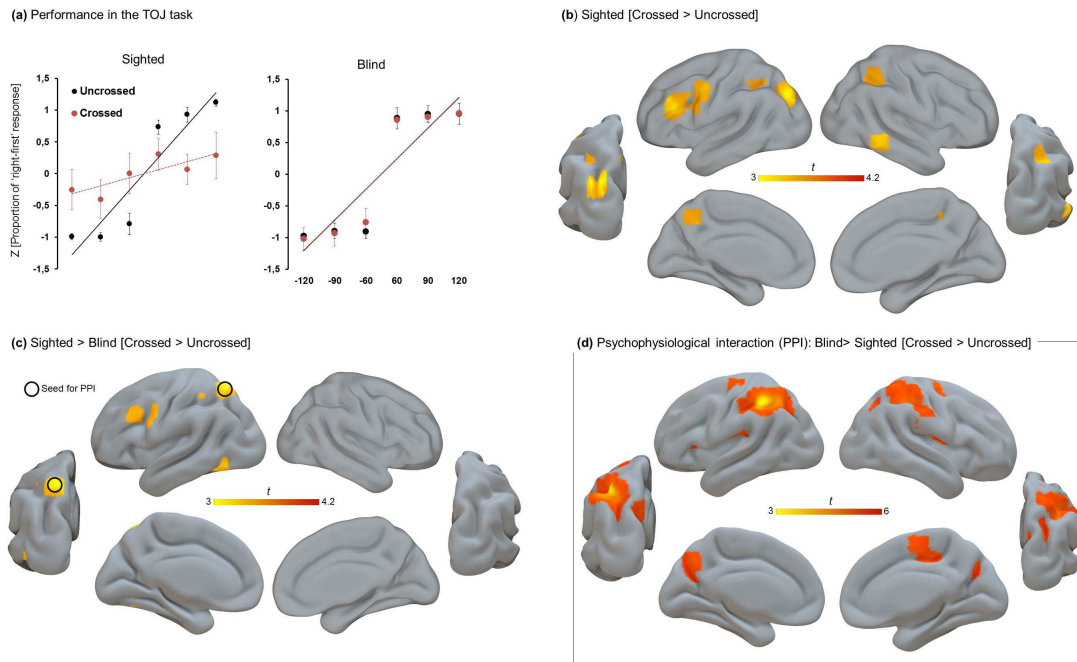 (a) Performance in the TOJ task
Sighted
Blind
Z [Proportion of 'right-first' response]
1,5
1
0,5
0
-0,5
-1
-1,5
Uncrossed
Crossed
1,5
1
0,5
0
-0,5
-1
-1,5
-120 -90 -60 60 90 120
(b) Sighted [Crossed > Uncrossed]
t
3 4.2
(c) Sighted > Blind [Crossed > Uncrossed]
Seed for PPI
t
3 4.2
(d) Psychophysiological interaction (PPI): Blind> Sighted [Crossed > Uncrossed]
t
3 6